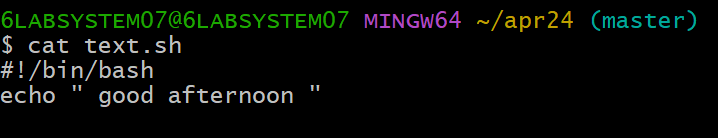 6LABSYSTEM07@6LABSYSTEM07 MINGW64 ~/apr24 (master)
$ cat text.sh
#!/bin/bash
echo " good afternoon "